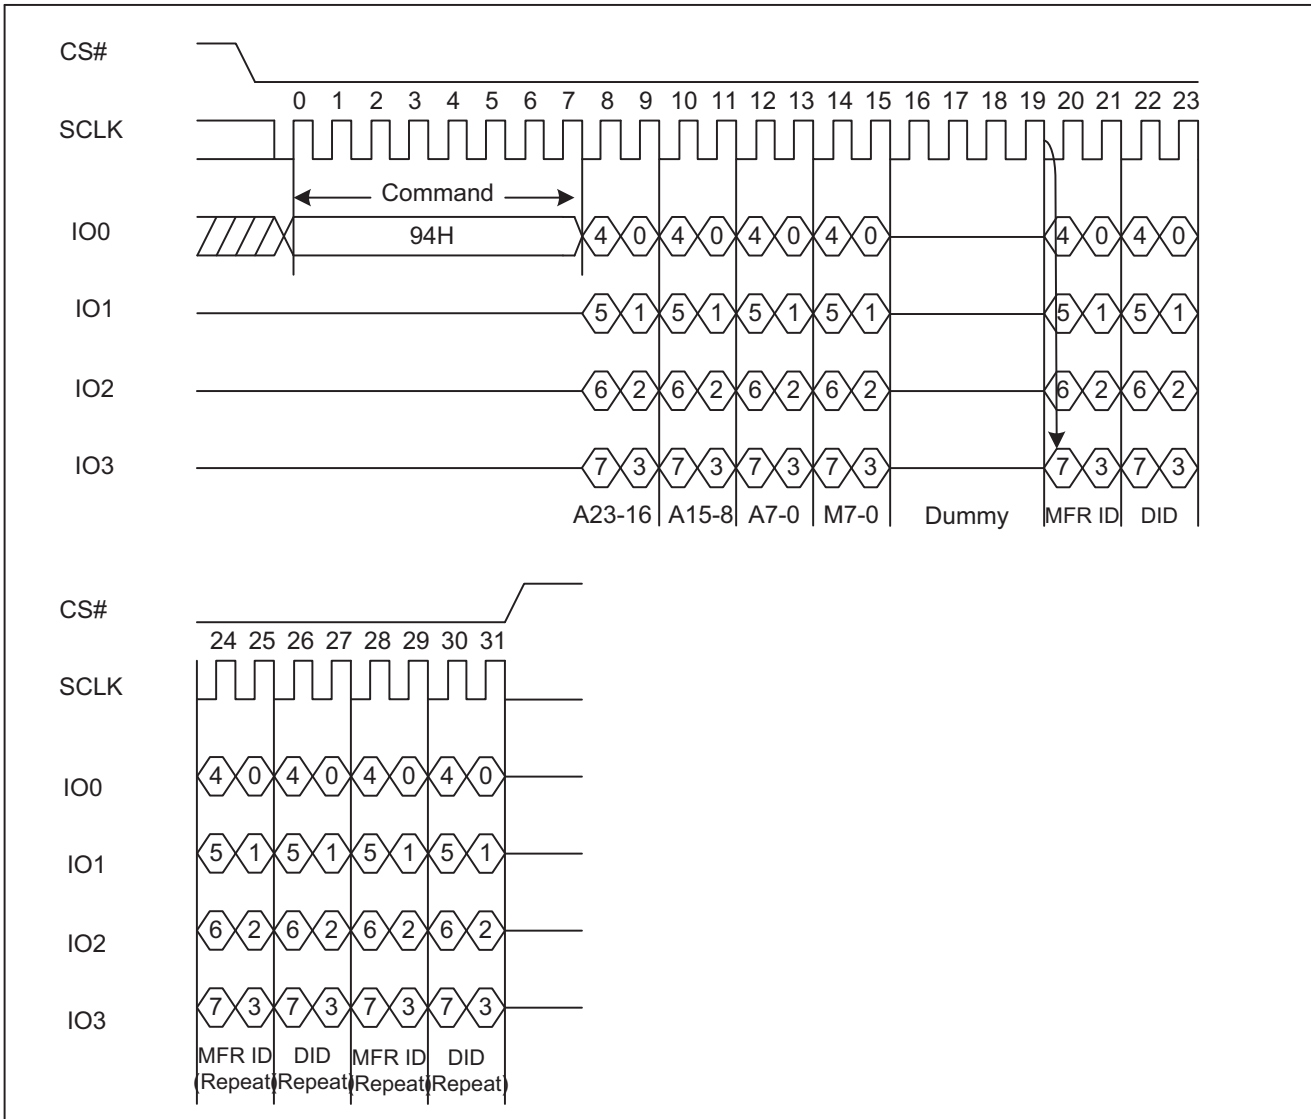 CS#
0 1 2 3 4 5 6 7 8 9 10 11 12 13 14 15 16 17 18 19 20 21 22 23
SCLK
Command
IO0 94H 4 0 4 0 4 0 4 0 4 0 4 0
IO1 5 1 5 1 5 1 5 1 5 1 5 1
IO2 6 2 6 2 6 2 6 2 6 2 6 2
IO3 7 3 7 3 7 3 7 3 7 3 7 3
A23-16 A15-8 A7-0 M7-0 Dummy MFR ID DID
CS#
24 25 26 27 28 29 30 31
SCLK
IO0 4 0 4 0 4 0 4 0
IO1 5 1 5 1 5 1 5 1
IO2 6 2 6 2 6 2 6 2
IO3 7 3 7 3 7 3 7 3
MFR ID DID MFR ID DID
(Repeat) (Repeat) (Repeat) (Repeat)